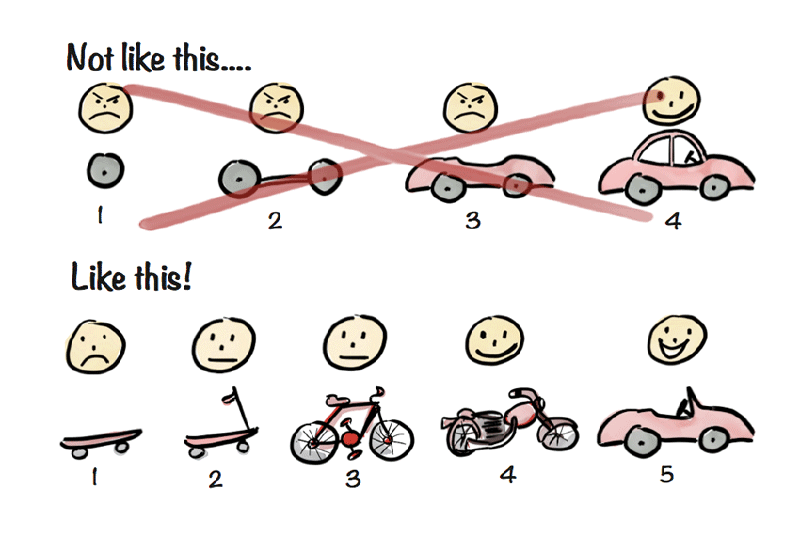 Not like this....
1 2 3 4
Like this!
1 2 3 4 5